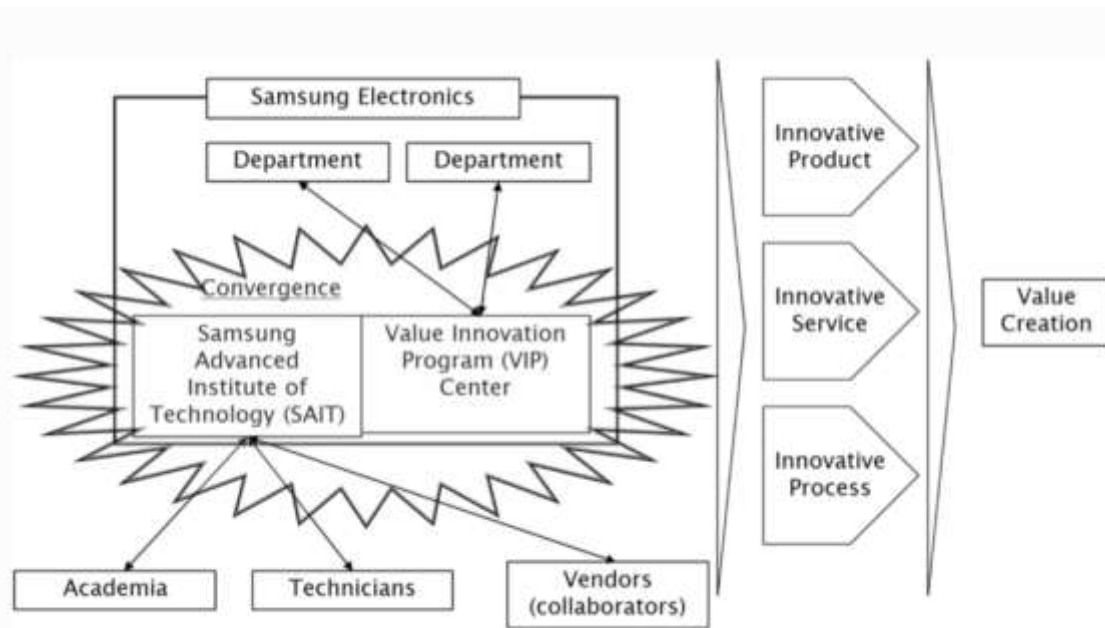 Samsung Electronics
Department
Department
Convergence
Samsung
Advanced
Institute of
Technology (SAIT)
Value Innovation
Program (VIP)
Center
Academia
Technicians
Vendors
(collaborators)
Innovative
Product
Innovative
Service
Innovative
Process
Value
Creation